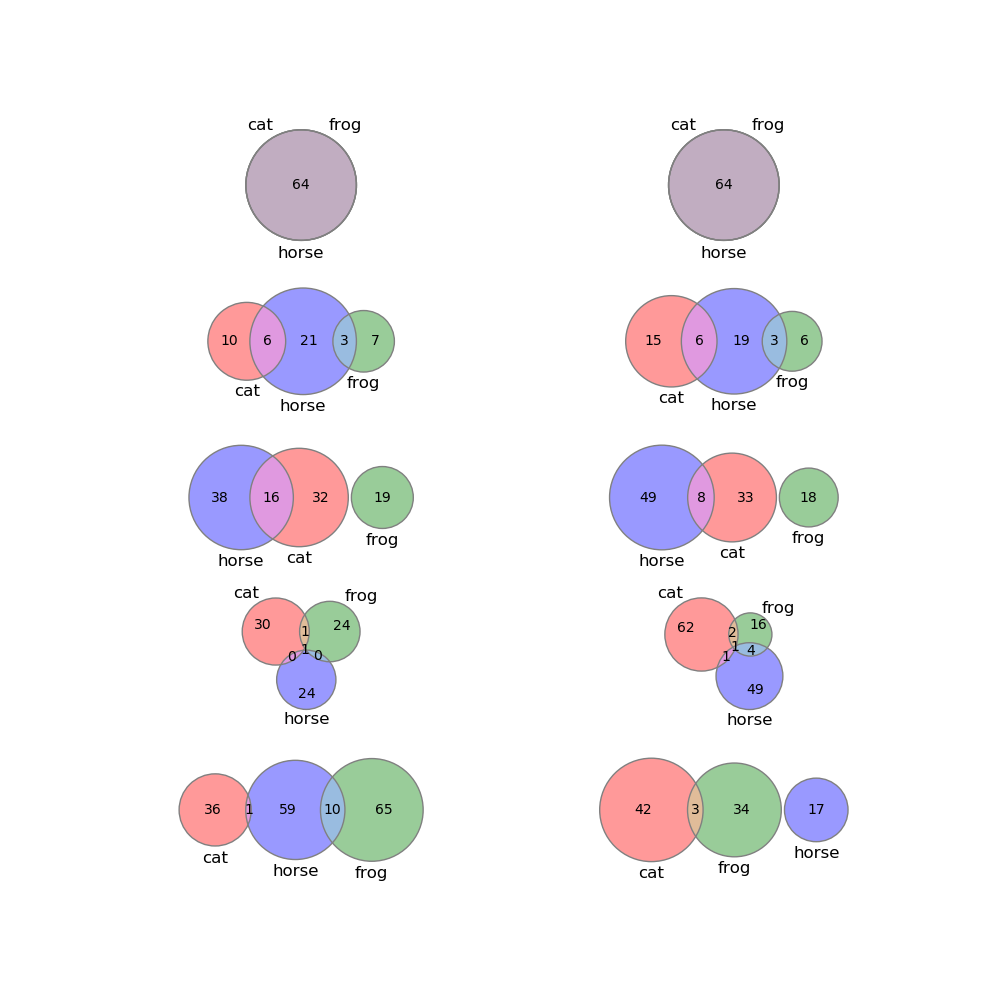 cat frog cat frog
64 64
horse horse
10 6 21 3 7 15 6 19 3 6
cat horse frog cat horse frog
38 16 32 19 49 8 33 18
horse cat frog horse cat frog
cat frog cat frog
30 1 24 62 2 16
0 1 0 1 1 4
24 49
horse horse
36 1 59 10 65 42 3 34 17
cat horse frog cat frog horse